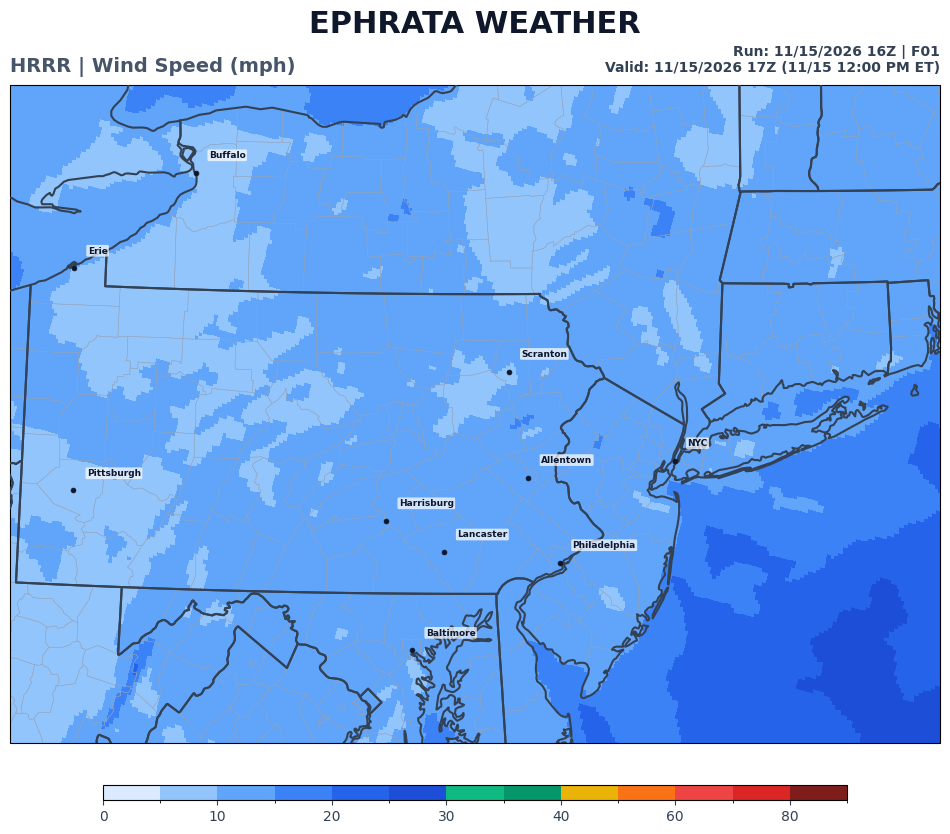 EPHRATA WEATHER
HRRR | Wind Speed (mph)
Run: 11/15/2026 16Z | F01
Valid: 11/15/2026 17Z (11/15 12:00 PM ET)
Buffalo
Erie
Scranton
NYC
Allentown
Pittsburgh
Harrisburg
Lancaster
Philadelphia
Baltimore
0 10 20 30 40 50 60 70 80